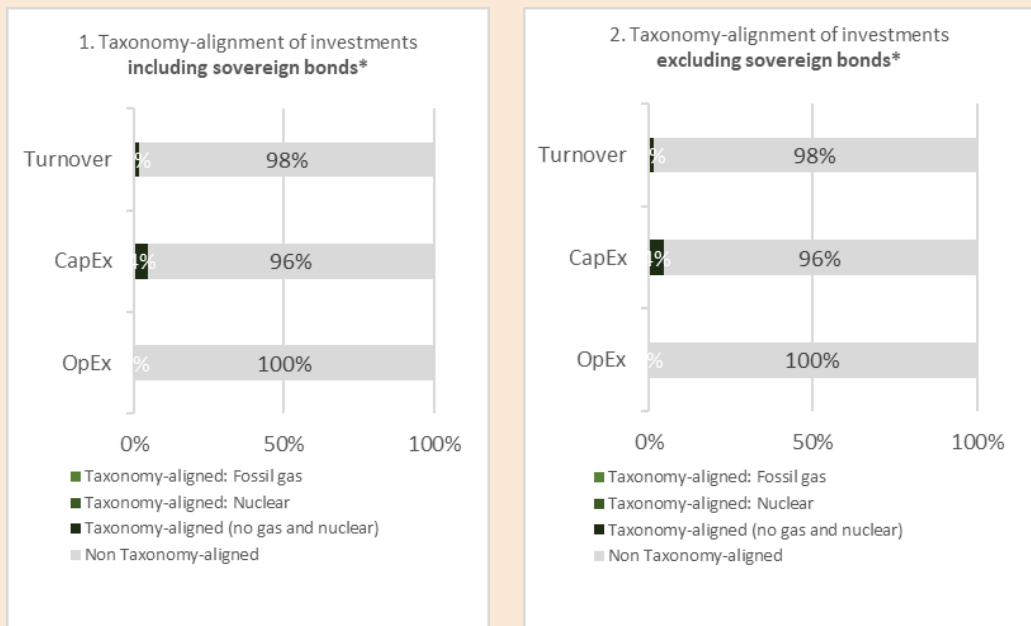 1. Taxonomy-alignment of investments
including sovereign bonds*
Turnover
%
98%
CapEx
4%
96%
OpEx
%
100%
0%
50%
100%
Taxonomy-aligned: Fossil gas
Taxonomy-aligned: Nuclear
Taxonomy-aligned (no gas and nuclear)
Non Taxonomy-aligned
2. Taxonomy-alignment of investments
excluding sovereign bonds*
Turnover
%
98%
CapEx
4%
96%
OpEx
%
100%
0%
50%
100%
Taxonomy-aligned: Fossil gas
Taxonomy-aligned: Nuclear
Taxonomy-aligned (no gas and nuclear)
Non Taxonomy-aligned